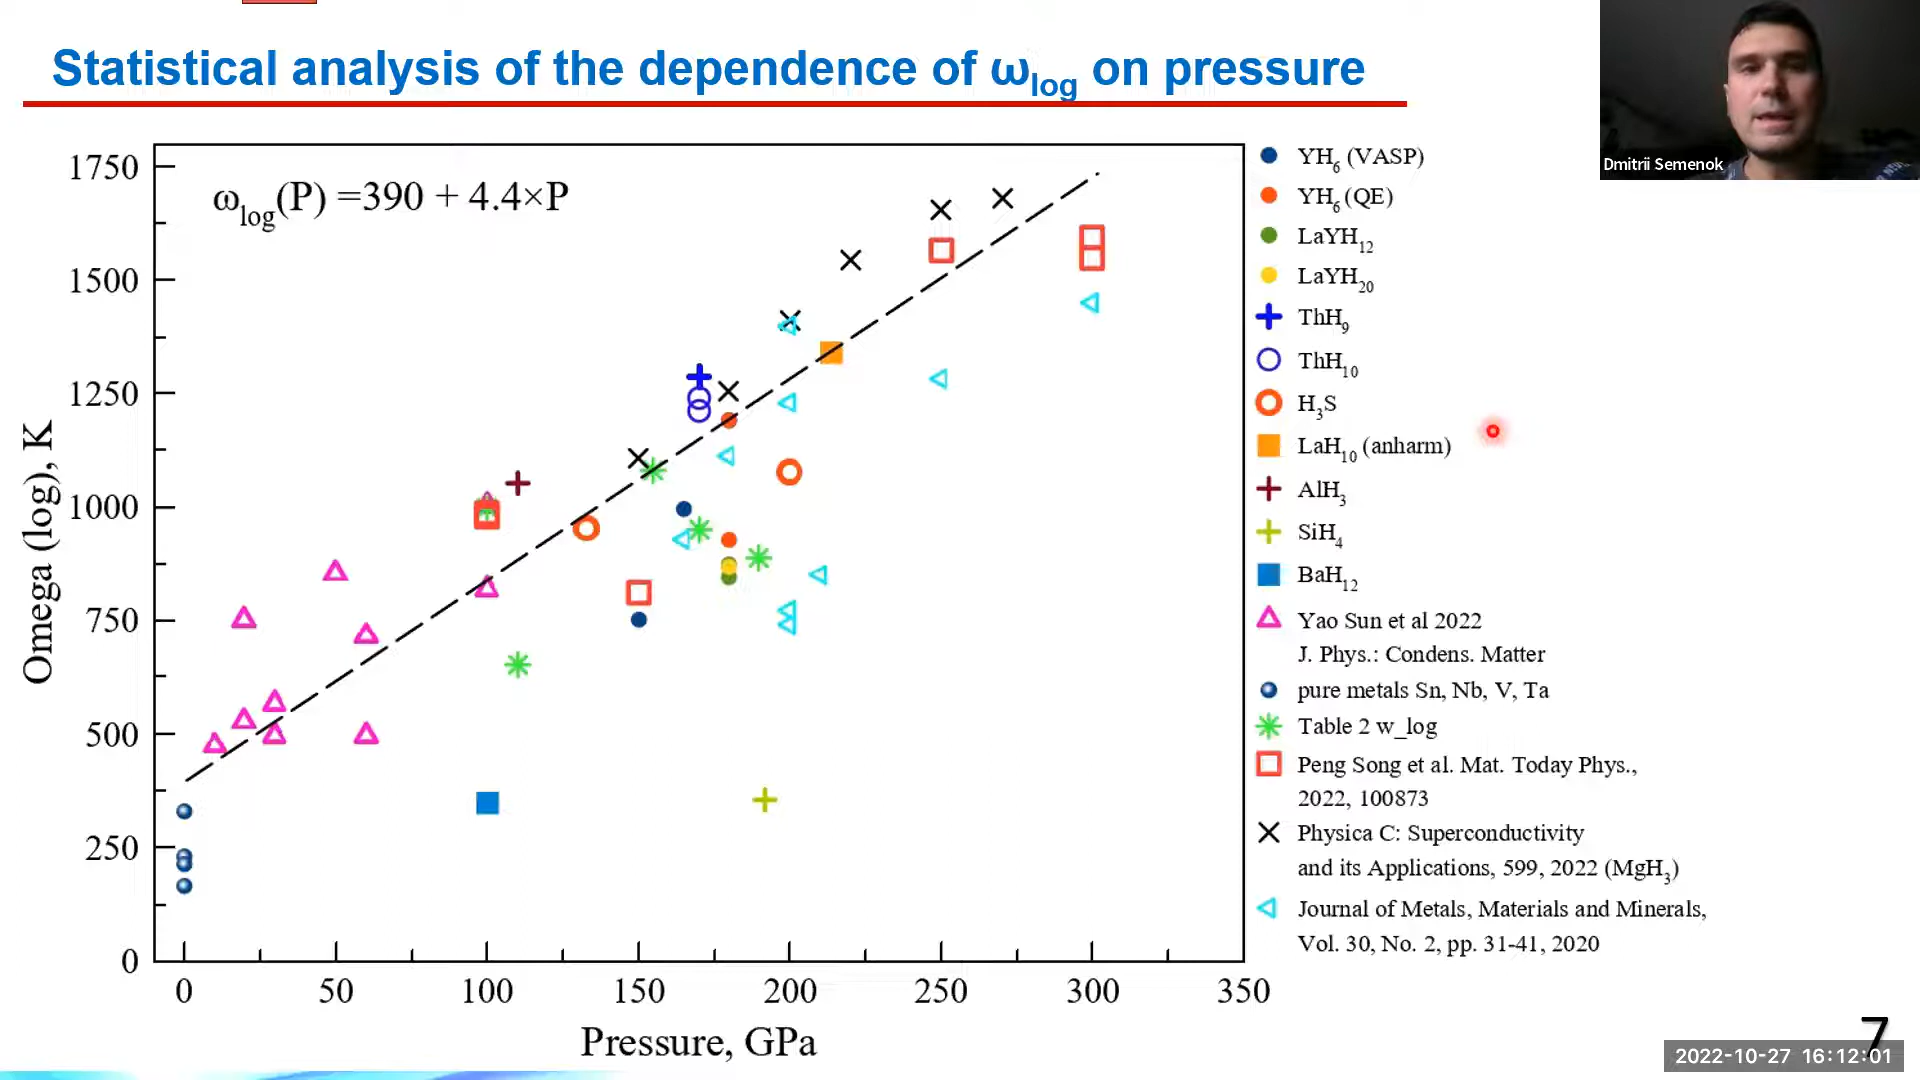 Statistical analysis of the dependence of ωlog on pressure
Dmitrii Semenok
ωlog(P) =390 + 4.4×P
Omega (log), K
1750
1500
1250
1000
750
500
250
0
0 50 100 150 200 250 300 350
Pressure, GPa
YH6 (VASP)
YH6 (QE)
LaYH12
LaYH20
ThH9
ThH10
H3S
LaH10 (anharm)
AlH3
SiH4
BaH12
Yao Sun et al 2022
J. Phys.: Condens. Matter
pure metals Sn, Nb, V, Ta
Table 2 w_log
Peng Song et al. Mat. Today Phys.,
2022, 100873
Physica C: Superconductivity
and its Applications, 599, 2022 (MgH3)
Journal of Metals, Materials and Minerals,
Vol. 30, No. 2, pp. 31-41, 2020
7
2022-10-27 16:12:01